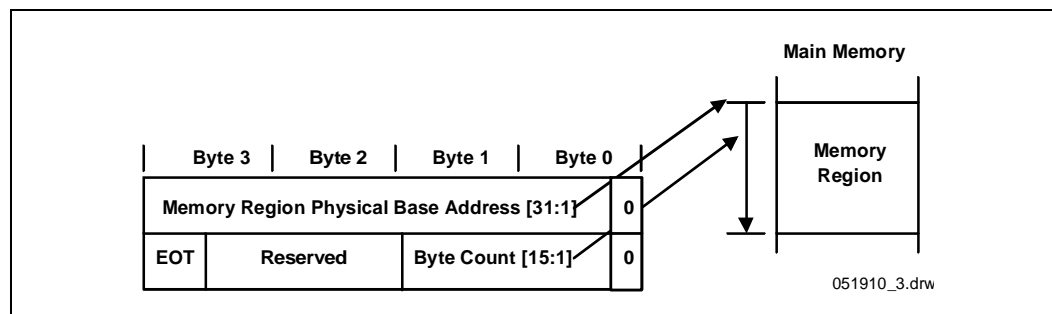 Main Memory
Byte 3 Byte 2 Byte 1 Byte 0
Memory
Region
Memory Region Physical Base Address [31:1] 0
EOT Reserved Byte Count [15:1] 0
051910_3.drw